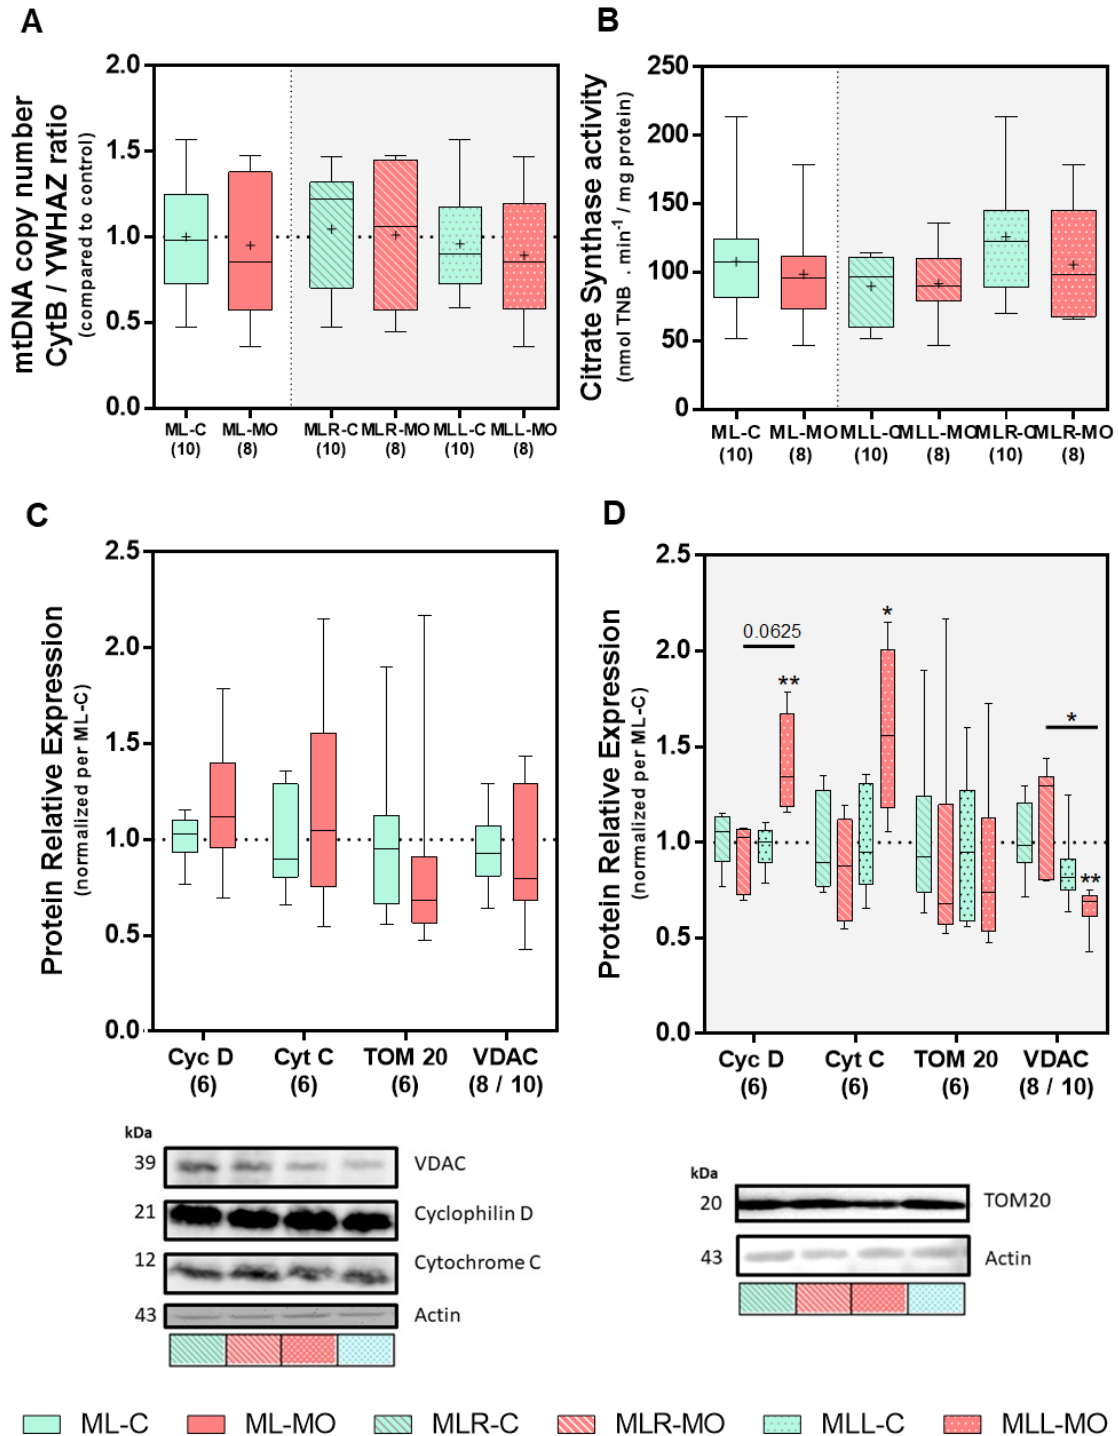 A
mtDNA copy number
CytB / YWHAZ ratio
(compared to control)
2.0
1.5
1.0
0.5
0.0
ML-C ML-MO MLR-C MLR-MO MLL-C MLL-MO
(10) (8) (10) (8) (10) (8)
B
Citrate Synthase activity
(nmol TNB . min-1 / mg protein)
250
200
150
100
50
0
ML-C ML-MO MLL-C MLL-MO MLR-C MLR-MO
(10) (8) (10) (8) (10) (8)
C
Protein Relative Expression
(normalized per ML-C)
2.5
2.0
1.5
1.0
0.5
0.0
Cyc D Cyt C TOM 20 VDAC
(6) (6) (6) (8 / 10)
D
Protein Relative Expression
(normalized per ML-C)
2.5
2.0
1.5
1.0
0.5
0.0
0.0625
**
*
*
**
Cyc D Cyt C TOM 20 VDAC
(6) (6) (6) (8 / 10)
kDa
39 VDAC
21 Cyclophilin D
12 Cytochrome C
43 Actin
kDa
20 TOM20
43 Actin
ML-C ML-MO MLR-C MLR-MO MLL-C MLL-MO